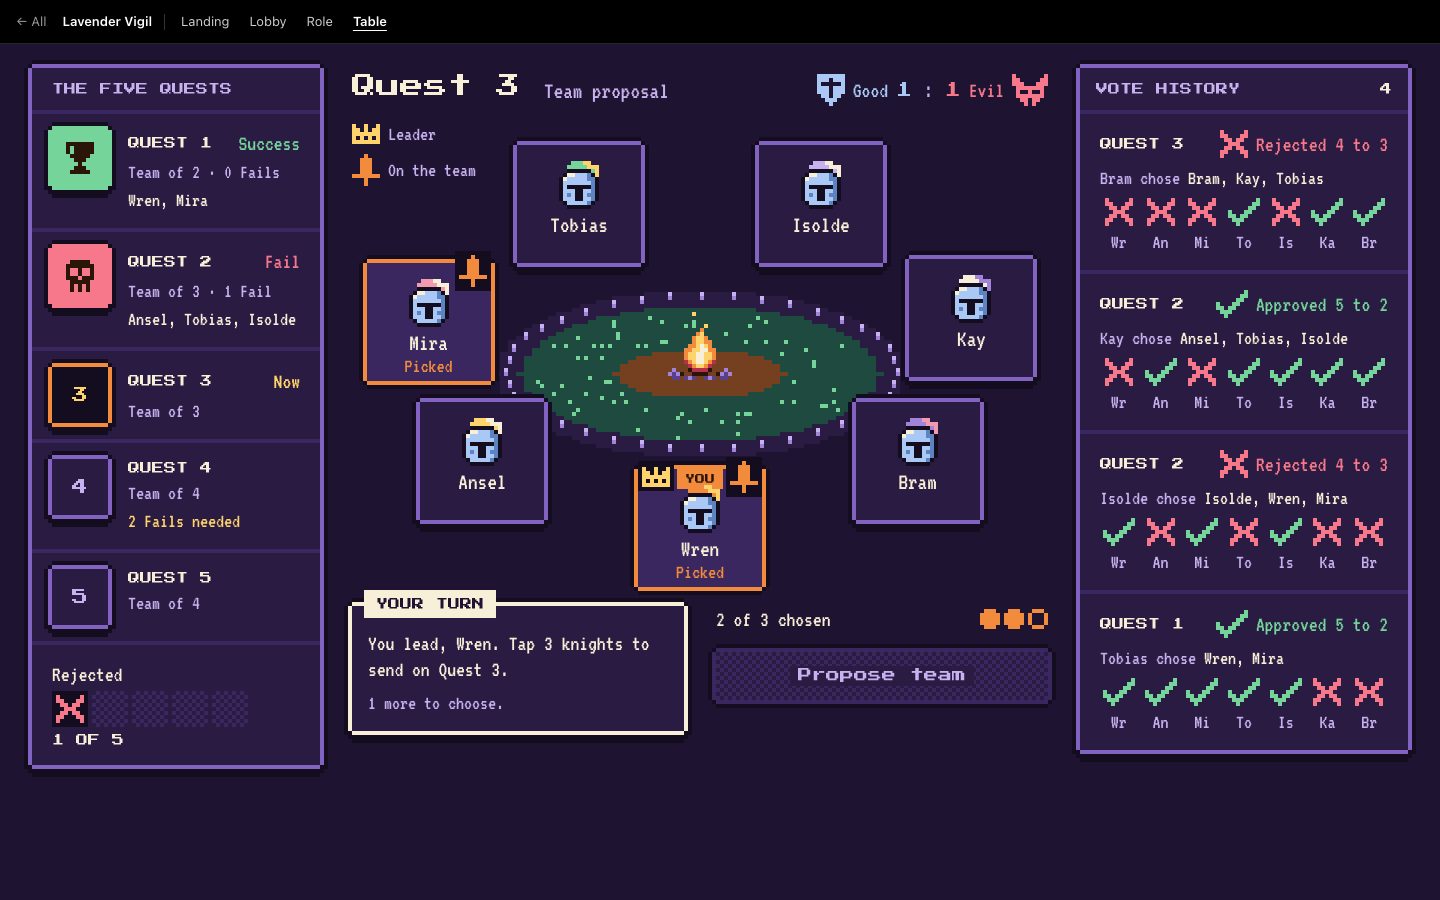 ← All Lavender Vigil Landing Lobby Role Table
THE FIVE QUESTS
QUEST 1 Success
Team of 2 · 0 Fails
Wren, Mira
QUEST 2 Fail
Team of 3 · 1 Fail
Ansel, Tobias, Isolde
3 QUEST 3 Now
Team of 3
4 QUEST 4
Team of 4
2 Fails needed
5 QUEST 5
Team of 4
Rejected
1 OF 5
Quest 3 Team proposal
Good 1 : 1 Evil
Leader
On the team
Tobias
Isolde
Mira
Picked
Kay
Ansel
Bram
YOU
Wren
Picked
YOUR TURN
You lead, Wren. Tap 3 knights to
send on Quest 3.
1 more to choose.
2 of 3 chosen
Propose team
VOTE HISTORY 4
QUEST 3 Rejected 4 to 3
Bram chose Bram, Kay, Tobias
Wr An Mi To Is Ka Br
QUEST 2 Approved 5 to 2
Kay chose Ansel, Tobias, Isolde
Wr An Mi To Is Ka Br
QUEST 2 Rejected 4 to 3
Isolde chose Isolde, Wren, Mira
Wr An Mi To Is Ka Br
QUEST 1 Approved 5 to 2
Tobias chose Wren, Mira
Wr An Mi To Is Ka Br